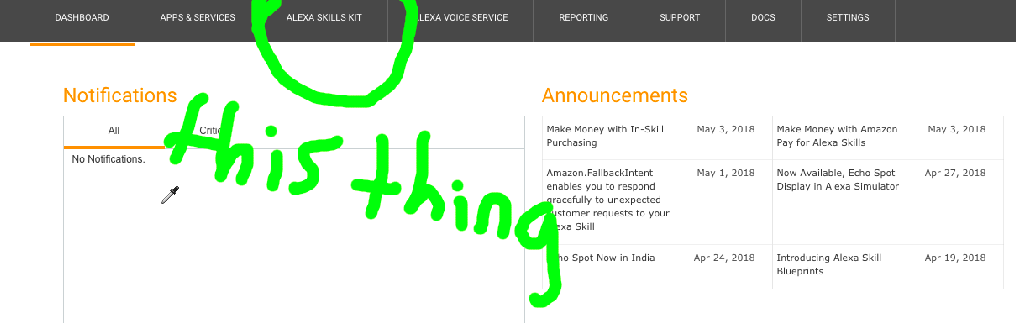 DASHBOARD APPS & SERVICES ALEXA SKILLS KIT ALEXA VOICE SERVICE REPORTING SUPPORT DOCS SETTINGS
Notifications
All
No Notifications.
this thing
Announcements
Make Money with In-Skill Purchasing May 3, 2018
Make Money with Amazon Pay for Alexa Skills May 3, 2018
Amazon.FallbackIntent enables you to respond gracefully to unexpected customer requests to your Alexa Skill May 1, 2018
Now Available, Echo Spot Display in Alexa Simulator Apr 27, 2018
Echo Spot Now in India Apr 24, 2018
Introducing Alexa Skill Blueprints Apr 19, 2018